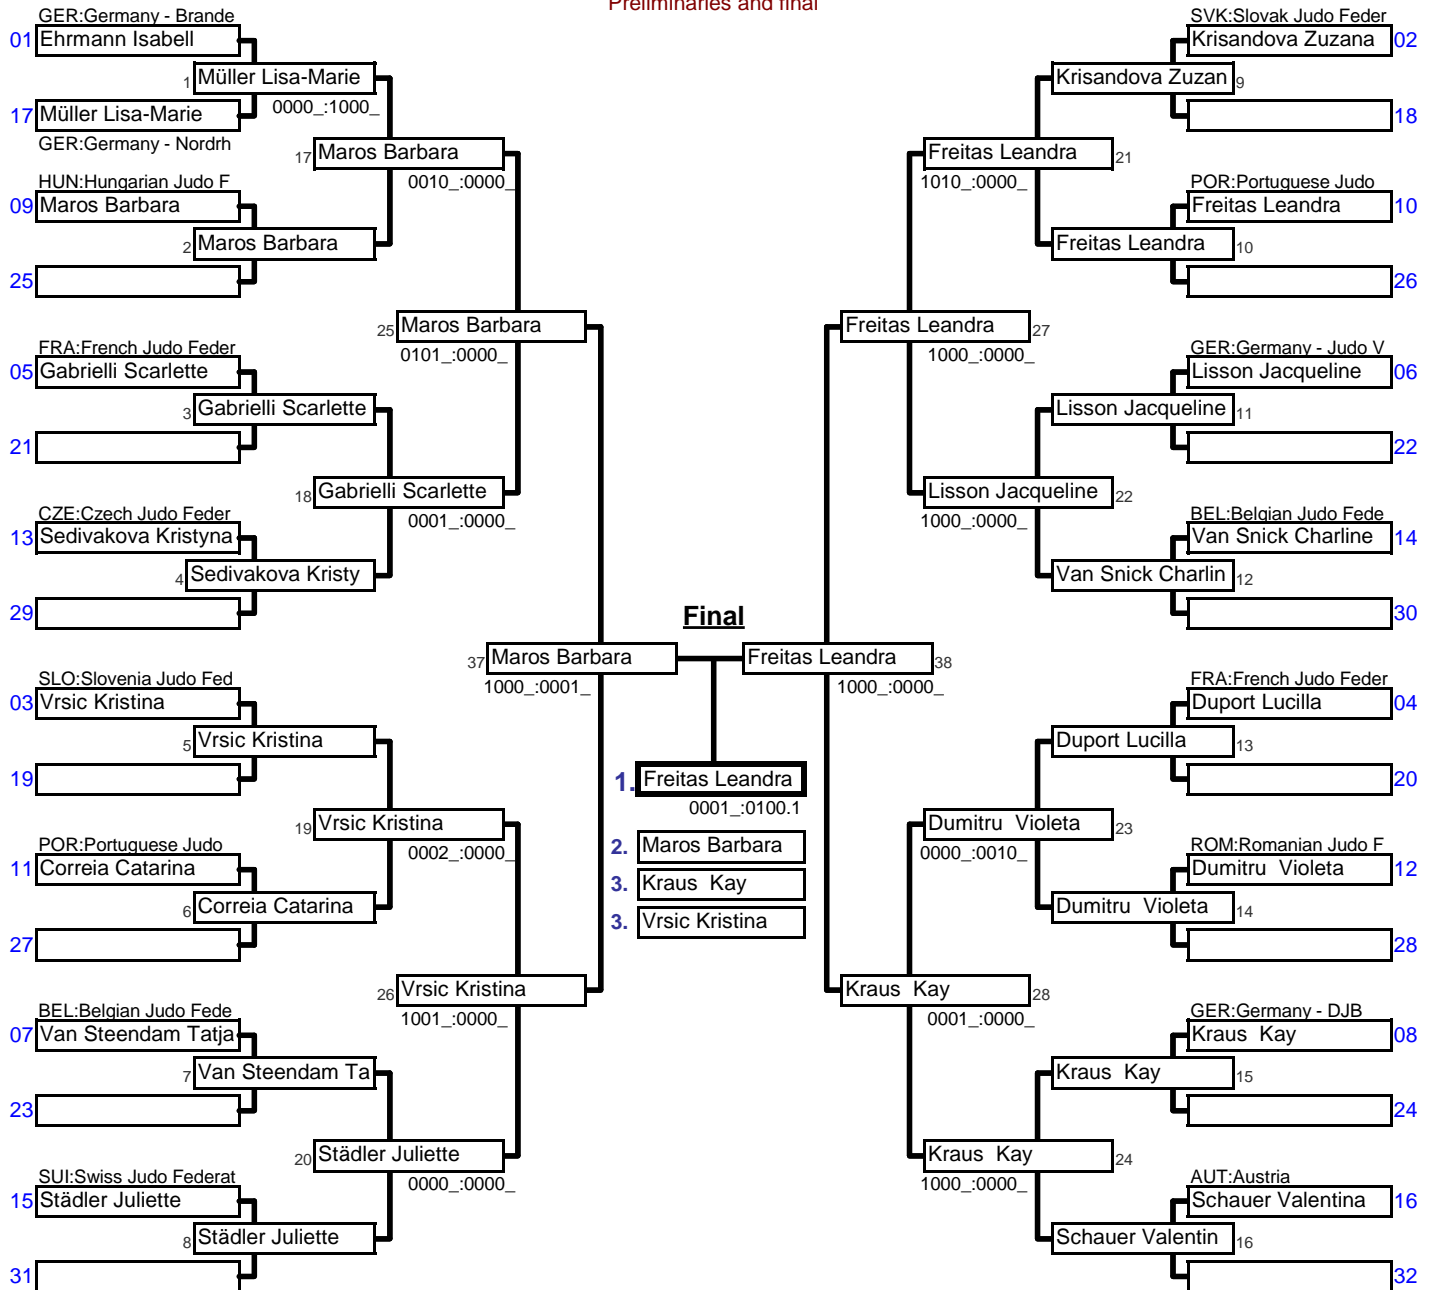 Preliminaries and final
GER:Germany - Brande
01 Ehrmann Isabell
1 Müller Lisa-Marie
0000_:1000_
17 Müller Lisa-Marie
GER:Germany - Nordrh
17 Maros Barbara
0010_:0000_
HUN:Hungarian Judo F
09 Maros Barbara
2 Maros Barbara
25
25 Maros Barbara
0101_:0000_
FRA:French Judo Feder
05 Gabrielli Scarlette
3 Gabrielli Scarlette
21
18 Gabrielli Scarlette
0001_:0000_
CZE:Czech Judo Feder
13 Sedivakova Kristyna
4 Sedivakova Kristy
29
37 Maros Barbara
1000_:0001_
SLO:Slovenia Judo Fed
03 Vrsic Kristina
5 Vrsic Kristina
19
19 Vrsic Kristina
0002_:0000_
POR:Portuguese Judo
11 Correia Catarina
6 Correia Catarina
27
26 Vrsic Kristina
1001_:0000_
BEL:Belgian Judo Fede
07 Van Steendam Tatja
7 Van Steendam Ta
23
20 Städler Juliette
0000_:0000_
SUI:Swiss Judo Federat
15 Städler Juliette
8 Städler Juliette
31
Final
1. Freitas Leandra
0001_:0100.1
2. Maros Barbara
3. Kraus  Kay
3. Vrsic Kristina
SVK:Slovak Judo Feder
Krisandova Zuzana 02
Krisandova Zuzan 9
18
Freitas Leandra 21
1010_:0000_
POR:Portuguese Judo
Freitas Leandra 10
Freitas Leandra 10
26
Freitas Leandra 27
1000_:0000_
GER:Germany - Judo V
Lisson Jacqueline 06
Lisson Jacqueline 11
22
Lisson Jacqueline 22
1000_:0000_
BEL:Belgian Judo Fede
Van Snick Charline 14
Van Snick Charlin 12
30
Freitas Leandra 38
1000_:0000_
FRA:French Judo Feder
Duport Lucilla 04
Duport Lucilla 13
20
Dumitru  Violeta 23
0000_:0010_
ROM:Romanian Judo F
Dumitru  Violeta 12
Dumitru  Violeta 14
28
Kraus  Kay 28
0001_:0000_
GER:Germany - DJB
Kraus  Kay 08
Kraus  Kay 15
24
Kraus  Kay 24
1000_:0000_
AUT:Austria
Schauer Valentina 16
Schauer Valentin 16
32